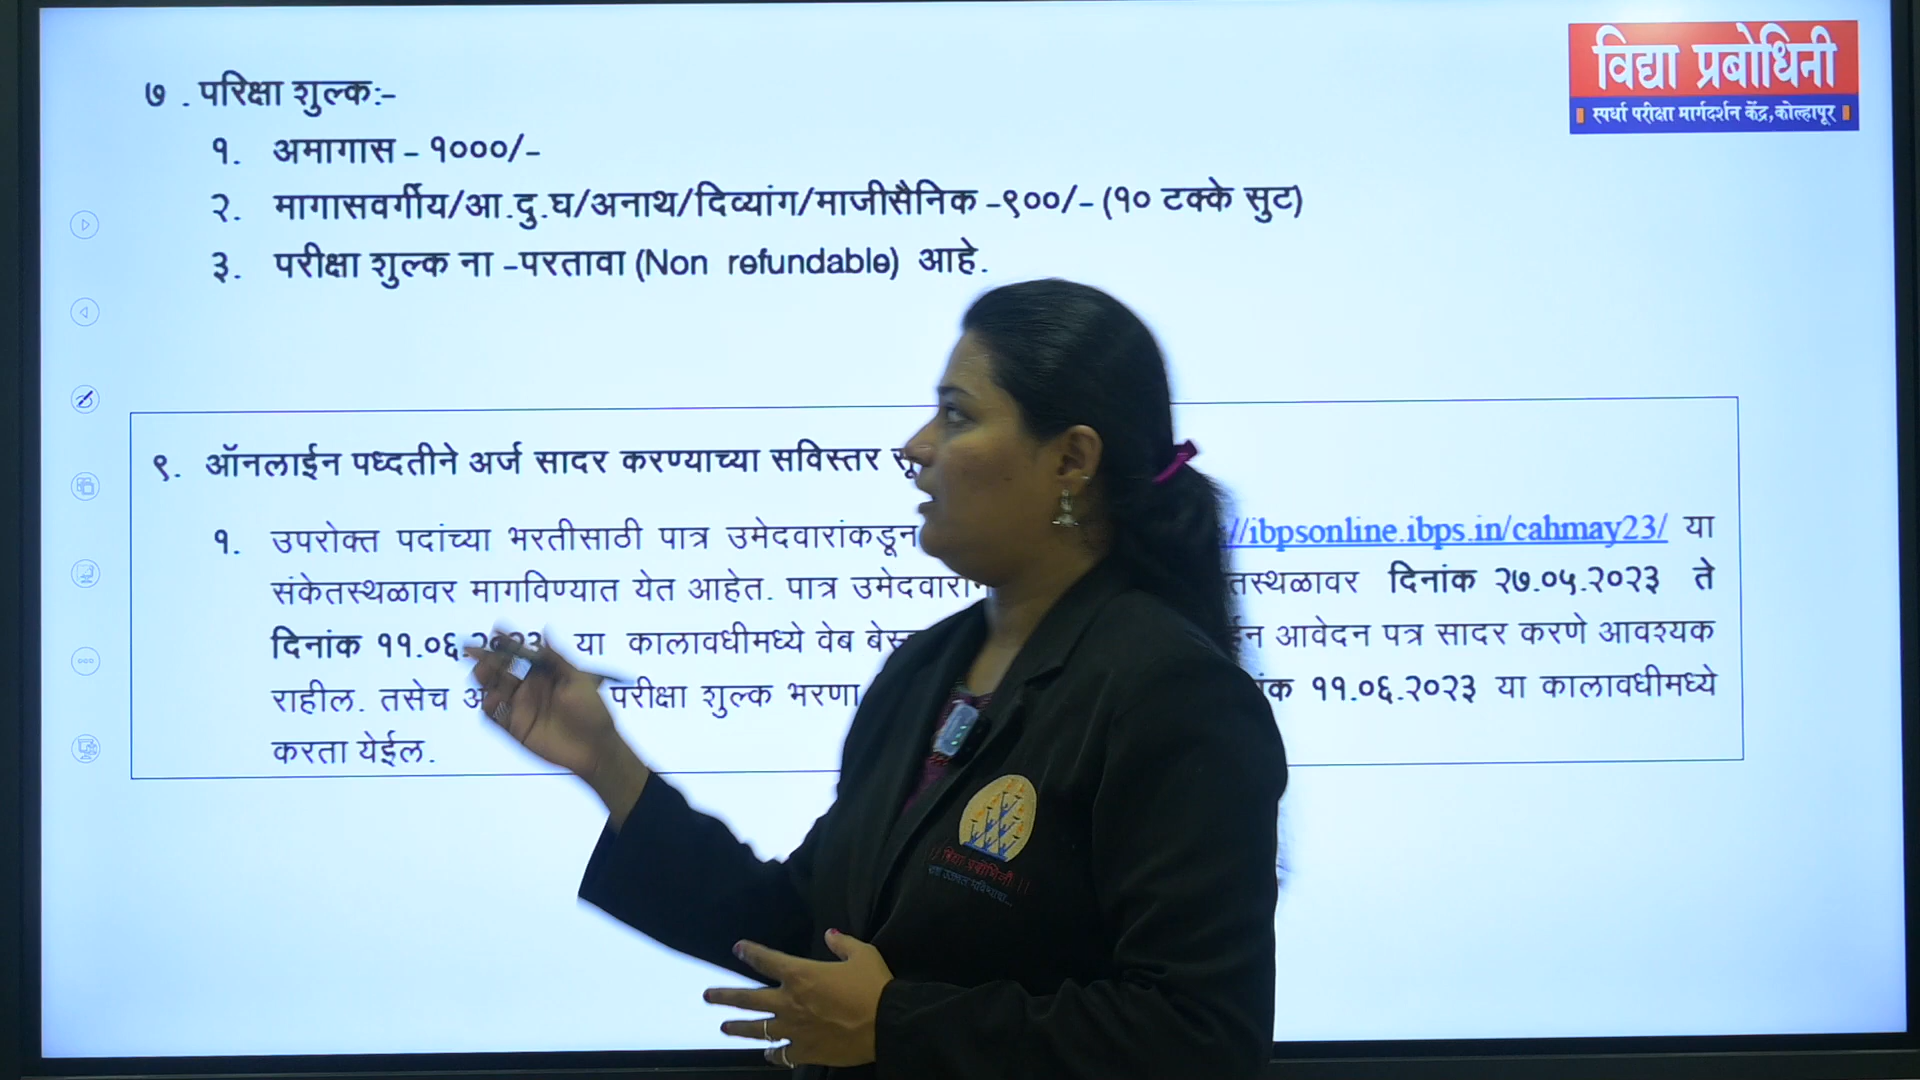 विद्या प्रबोधिनी
स्पर्धा परीक्षा मार्गदर्शन केंद्र,कोल्हापूर
७ . परिक्षा शुल्क:-
१. अमागास - १०००/-
२. मागासवर्गीय/आ.दु.घ/अनाथ/दिव्यांग/माजीसैनिक -९००/- (१० टक्के सुट)
३. परीक्षा शुल्क ना -परतावा (Non refundable) आहे.
९. ऑनलाईन पध्दतीने अर्ज सादर करण्याच्या सविस्तर
१. उपरोक्त पदांच्या भरतीसाठी पात्र उमेदवारांकडून //ibpsonline.ibps.in/cahmay23/ या
संकेतस्थळावर मागविण्यात येत आहेत. पात्र तस्थळावर दिनांक २७.०५.२०२३ ते
दिनांक ११.०६.२०२३ या कालावधीमध्ये वेब आवेदन पत्र सादर करणे आवश्यक
राहील. तसेच परीक्षा शुल्क भरणा ११.०६.२०२३ या कालावधीमध्ये
करता येईल.
विद्या प्रबोधिनी